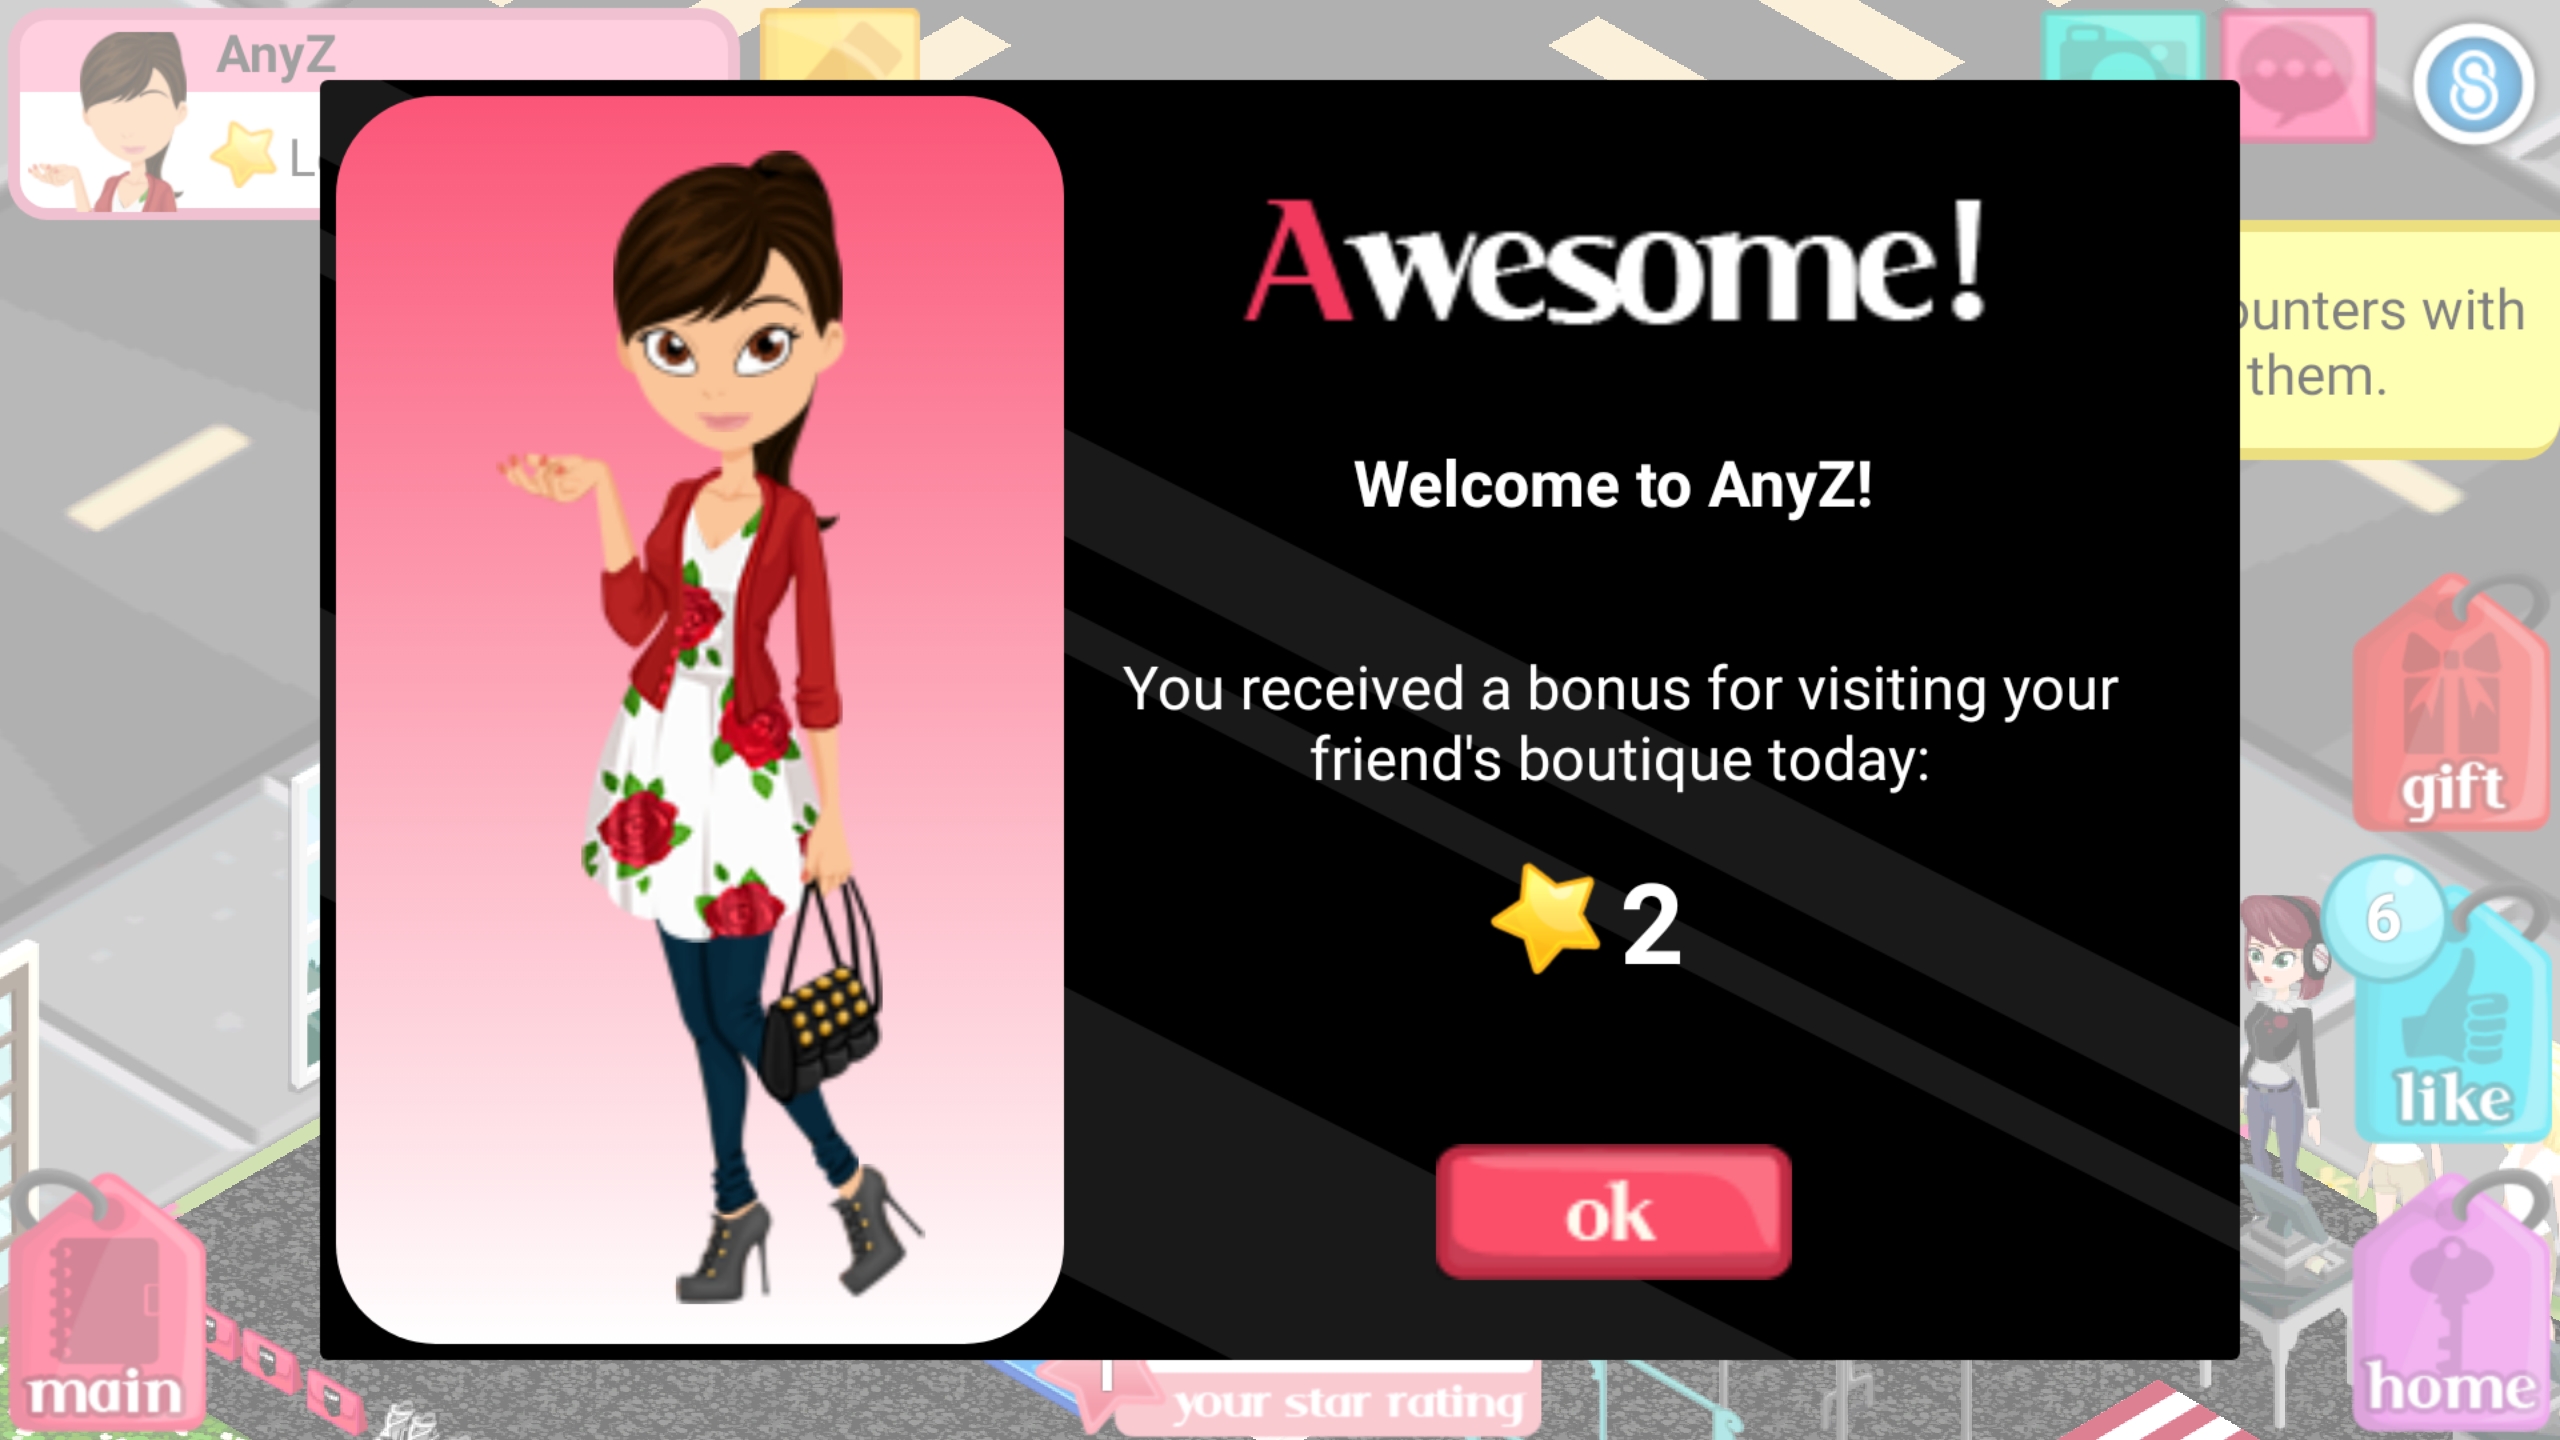 AnyZ
Awesome!
Welcome to AnyZ!
with
them.
You received a bonus for visiting your
friend's boutique today:
2
ok
gift
6
like
main
1
your star rating
home